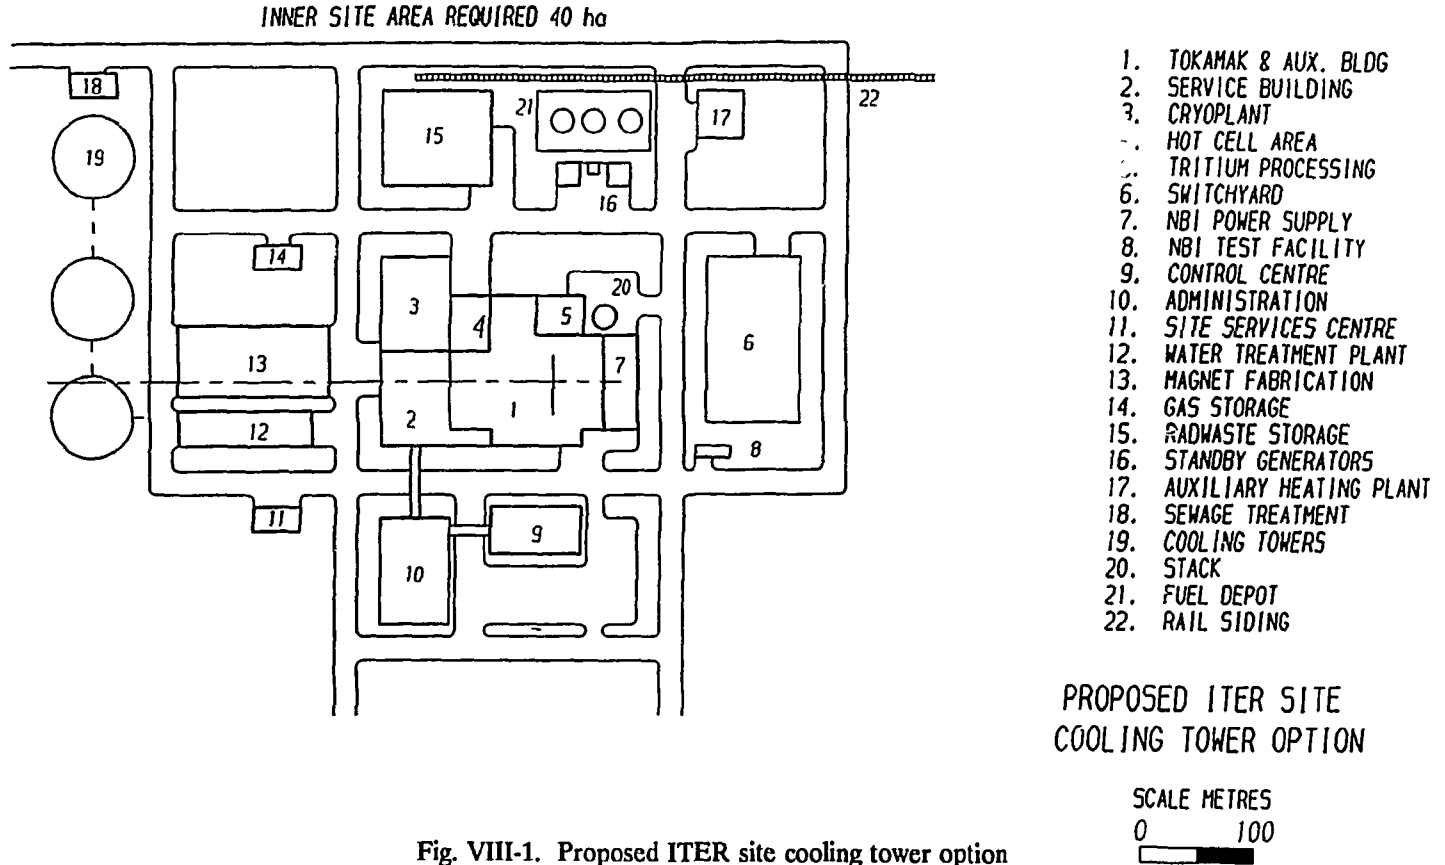 INNER SITE AREA REQUIRED 40 ha
18
19
15
21
17
22
16
14
3
4
5
20
6
13
7
12
2
1
8
11
9
10
1. TOKAMAK & AUX. BLDG
2. SERVICE BUILDING
3. CRYOPLANT
. HOT CELL AREA
. TRITIUM PROCESSING
6. SWITCHYARD
7. NBI POWER SUPPLY
8. NBI TEST FACILITY
9. CONTROL CENTRE
10. ADMINISTRATION
11. SITE SERVICES CENTRE
12. WATER TREATMENT PLANT
13. MAGNET FABRICATION
14. GAS STORAGE
15. RADWASTE STORAGE
16. STANDBY GENERATORS
17. AUXILIARY HEATING PLANT
18. SEWAGE TREATMENT
19. COOLING TOWERS
20. STACK
21. FUEL DEPOT
22. RAIL SIDING
PROPOSED ITER SITE
COOLING TOWER OPTION
SCALE METRES
0 100
Fig. VIII-1. Proposed ITER site cooling tower option